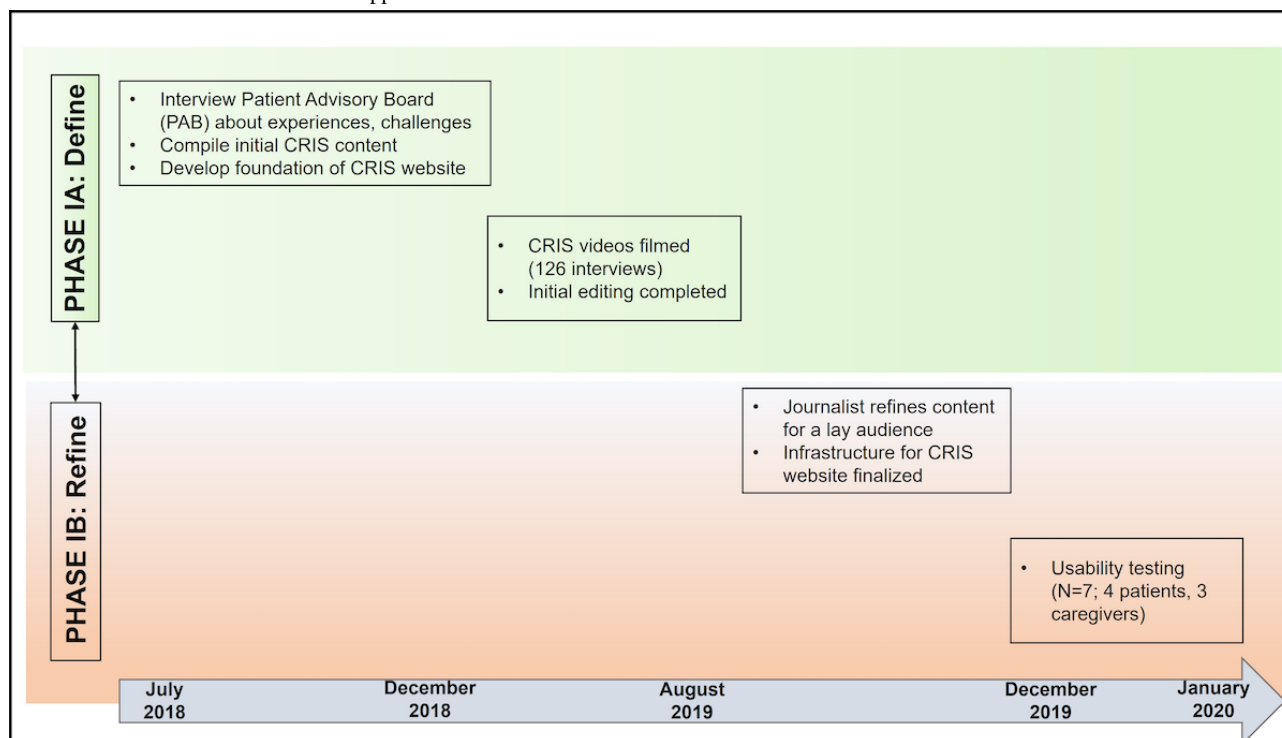 PHASE IA: Define
• Interview Patient Advisory Board
(PAB) about experiences, challenges
• Compile initial CRIS content
• Develop foundation of CRIS website
• CRIS videos filmed
(126 interviews)
• Initial editing completed
PHASE IB: Refine
• Journalist refines content
for a lay audience
• Infrastructure for CRIS
website finalized
• Usability testing
(N=7; 4 patients, 3
caregivers)
July
2018
December
2018
August
2019
December
2019
January
2020